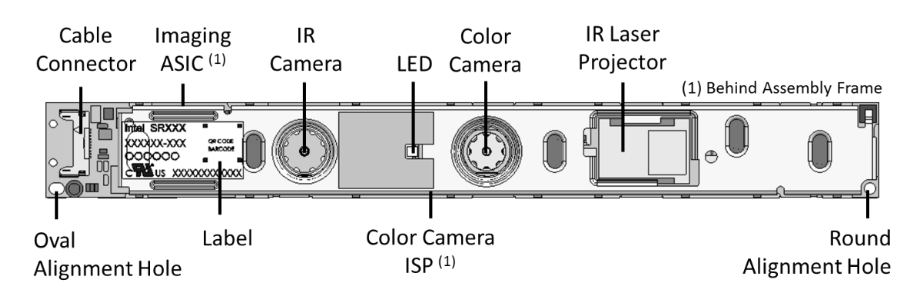 Cable
Connector
Imaging
ASIC (1)
IR
Camera
LED
Color
Camera
IR Laser
Projector
(1) Behind Assembly Frame
Intel SRXXX
XXXXXX-XXX
QR CODE
BARCODE
US XXXXXXXXXXXX
Oval
Alignment Hole
Label
Color Camera
ISP (1)
Round
Alignment Hole